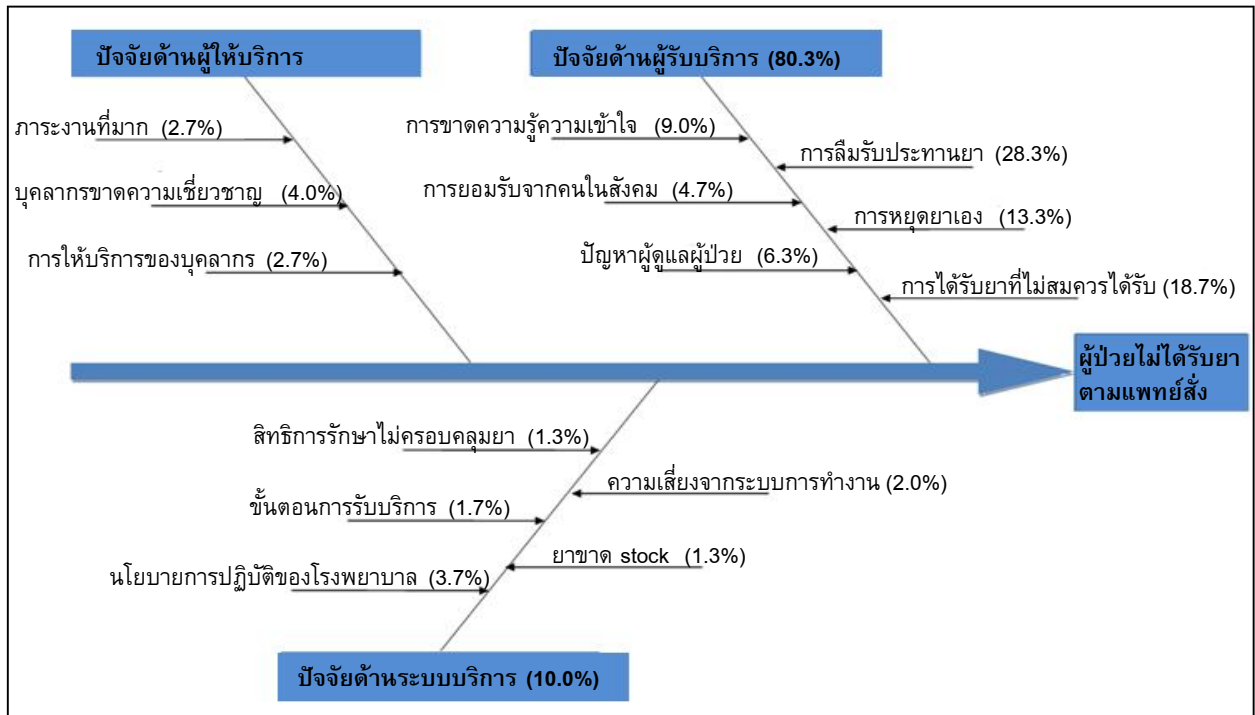 ปัจจัยด้านผู้ให้บริการ
ภาระงานที่มาก (2.7%)
บุคลากรขาดความเชี่ยวชาญ (4.0%)
การให้บริการของบุคลากร (2.7%)
ปัจจัยด้านผู้รับบริการ (80.3%)
การขาดความรู้ความเข้าใจ (9.0%)
การลืมรับประทานยา (28.3%)
การยอมรับจากคนในสังคม (4.7%)
การหยุดยาเอง (13.3%)
ปัญหาผู้ดูแลผู้ป่วย (6.3%)
การได้รับยาที่ไม่สมควรได้รับ (18.7%)
ผู้ป่วยไม่ได้รับยา
ตามแพทย์สั่ง
สิทธิการรักษาไม่ครอบคลุมยา (1.3%)
ความเสี่ยงจากระบบการทำงาน (2.0%)
ขั้นตอนการรับบริการ (1.7%)
ยาขาด stock (1.3%)
นโยบายการปฏิบัติของโรงพยาบาล (3.7%)
ปัจจัยด้านระบบบริการ (10.0%)